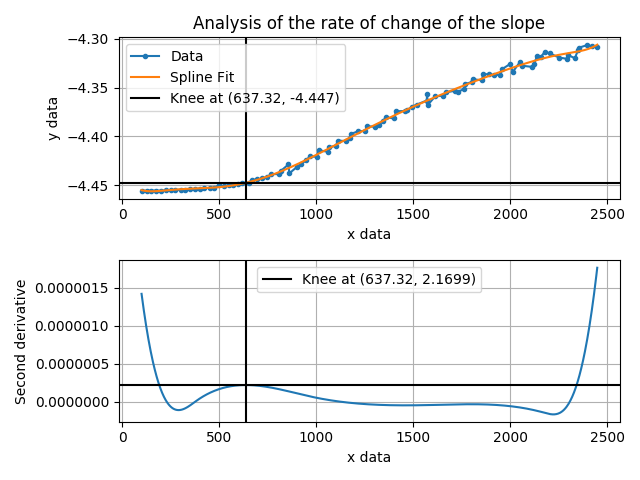 Analysis of the rate of change of the slope
−4.30
−4.35
−4.40
−4.45
y data
Data
Spline Fit
Knee at (637.32, -4.447)
0
500
1000
1500
2000
2500
x data
0.0000015
0.0000010
0.0000005
0.0000000
Second derivative
Knee at (637.32, 2.1699)
0
500
1000
1500
2000
2500
x data